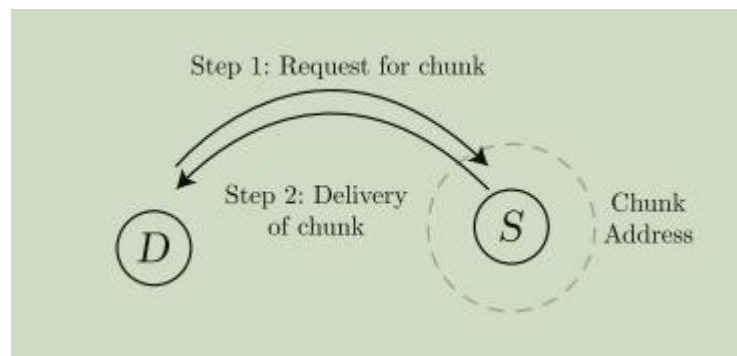 Step 1: Request for chunk
Step 2: Delivery
of chunk
D
S
Chunk
Address